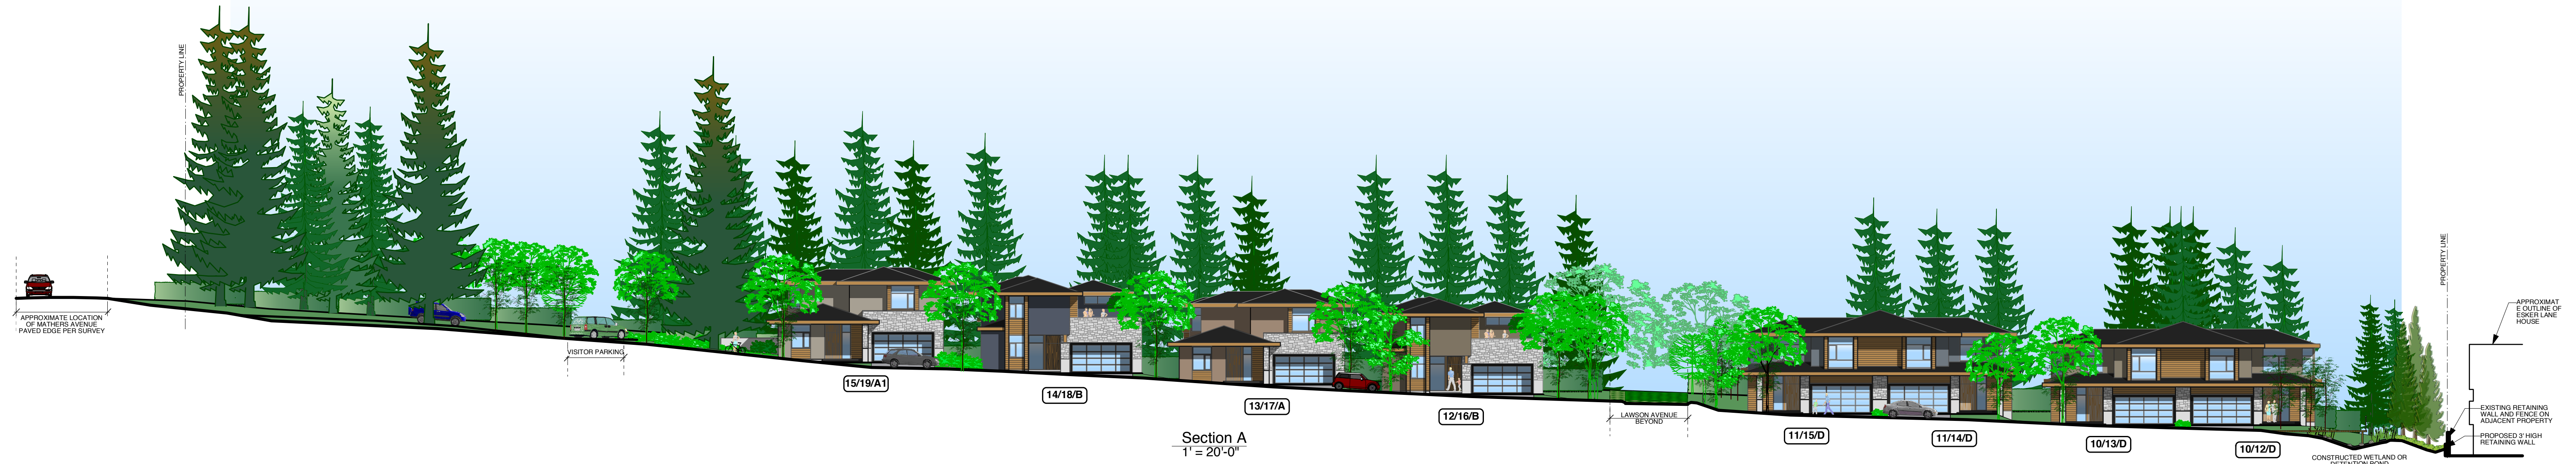 PROPERTY LINE
APPROXIMATE LOCATION
OF MATHERS AVENUE
PAVED EDGE PER SURVEY
VISITOR PARKING
15/19/A1
14/18/B
13/17/A
12/16/B
Section A
1' = 20'-0"
LAWSON AVENUE
BEYOND
11/15/D
11/14/D
10/13/D
10/12/D
CONSTRUCTED WETLAND OR
DETENTION POND
PROPERTY LINE
APPROXIMAT
E OUTLINE OF
ESKER LANE
HOUSE
EXISTING RETAINING
WALL AND FENCE ON
ADJACENT PROPERTY
PROPOSED 3' HIGH
RETAINING WALL